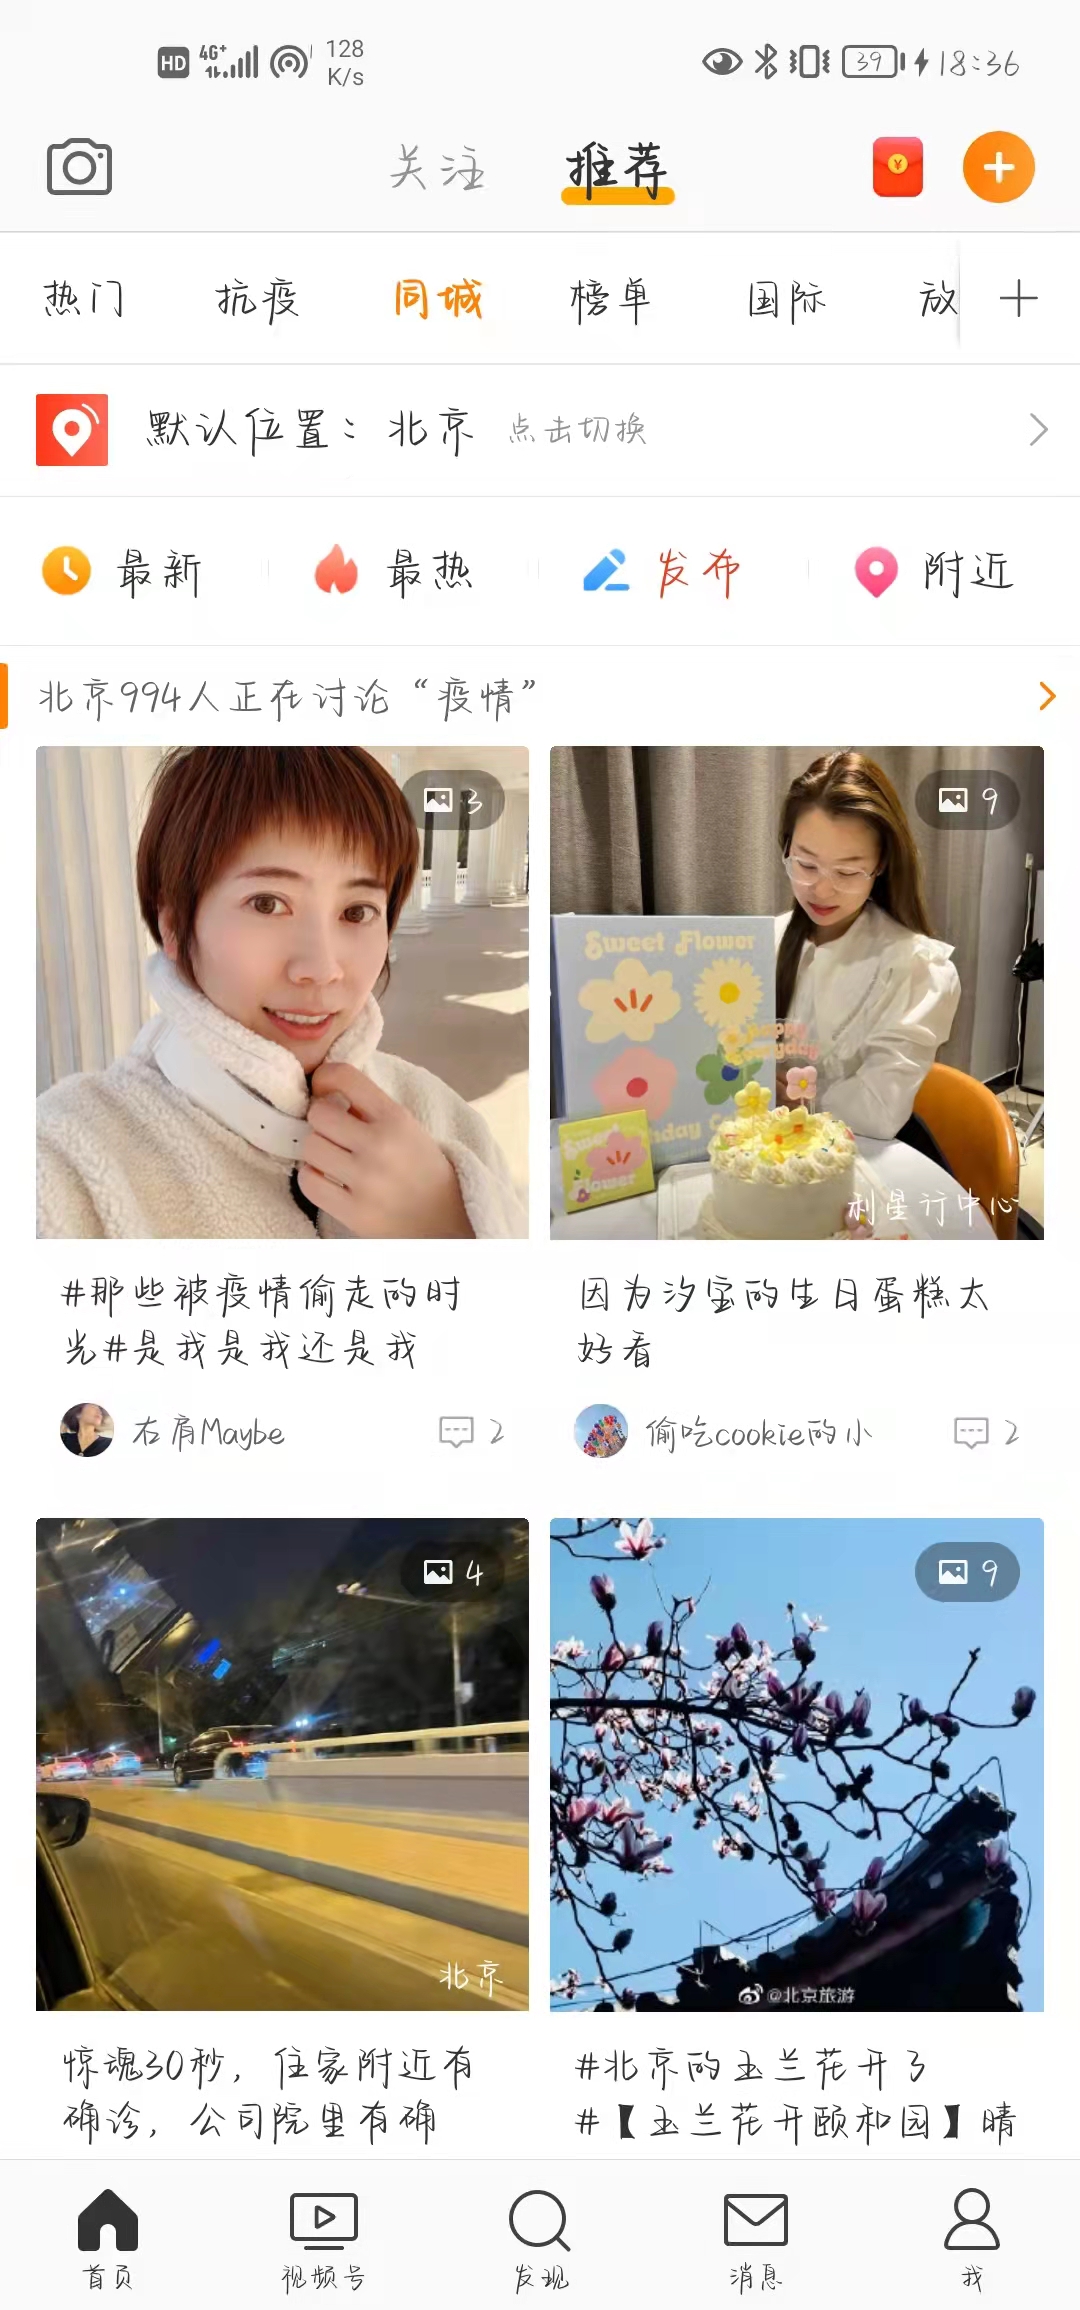 HD 4G+ 128 K/s 39 18:36
关注 推荐
热门 抗疫 同城 榜单 国际 放
默认位置：北京 点击切换
最新 最热 发布 附近
北京994人正在讨论“疫情”
3
9
Sweet Flower
Happy
Everyday
Sweet
Flower
利星行中心
#那些被疫情偷走的时
光#是我是我还是我
右肩Maybe 2
因为汐宝的生日蛋糕太
好看
偷吃cookie的小 2
4
北京
9
@北京旅游
惊魂30秒，住家附近有
确诊，公司院里有确
#北京的玉兰花开了
#【玉兰花开颐和园】晴
首页 视频号 发现 消息 我